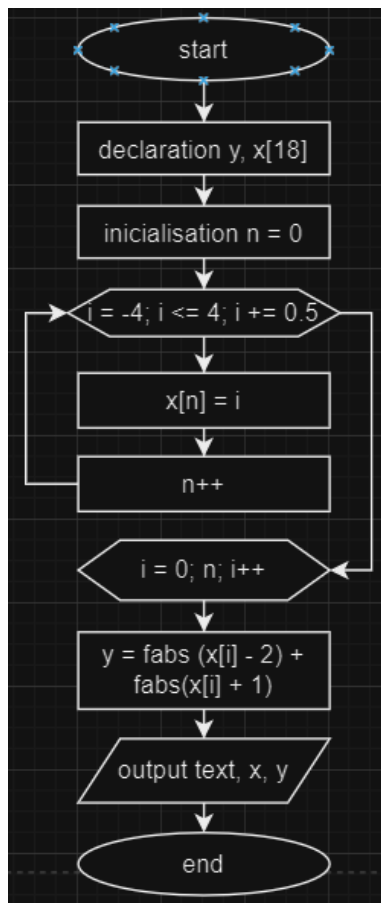 start
declaration y, x[18]
inicialisation n = 0
i = -4; i <= 4; i += 0.5
x[n] = i
n++
i = 0; n; i++
y = fabs (x[i] - 2) +
fabs(x[i] + 1)
output text, x, y
end